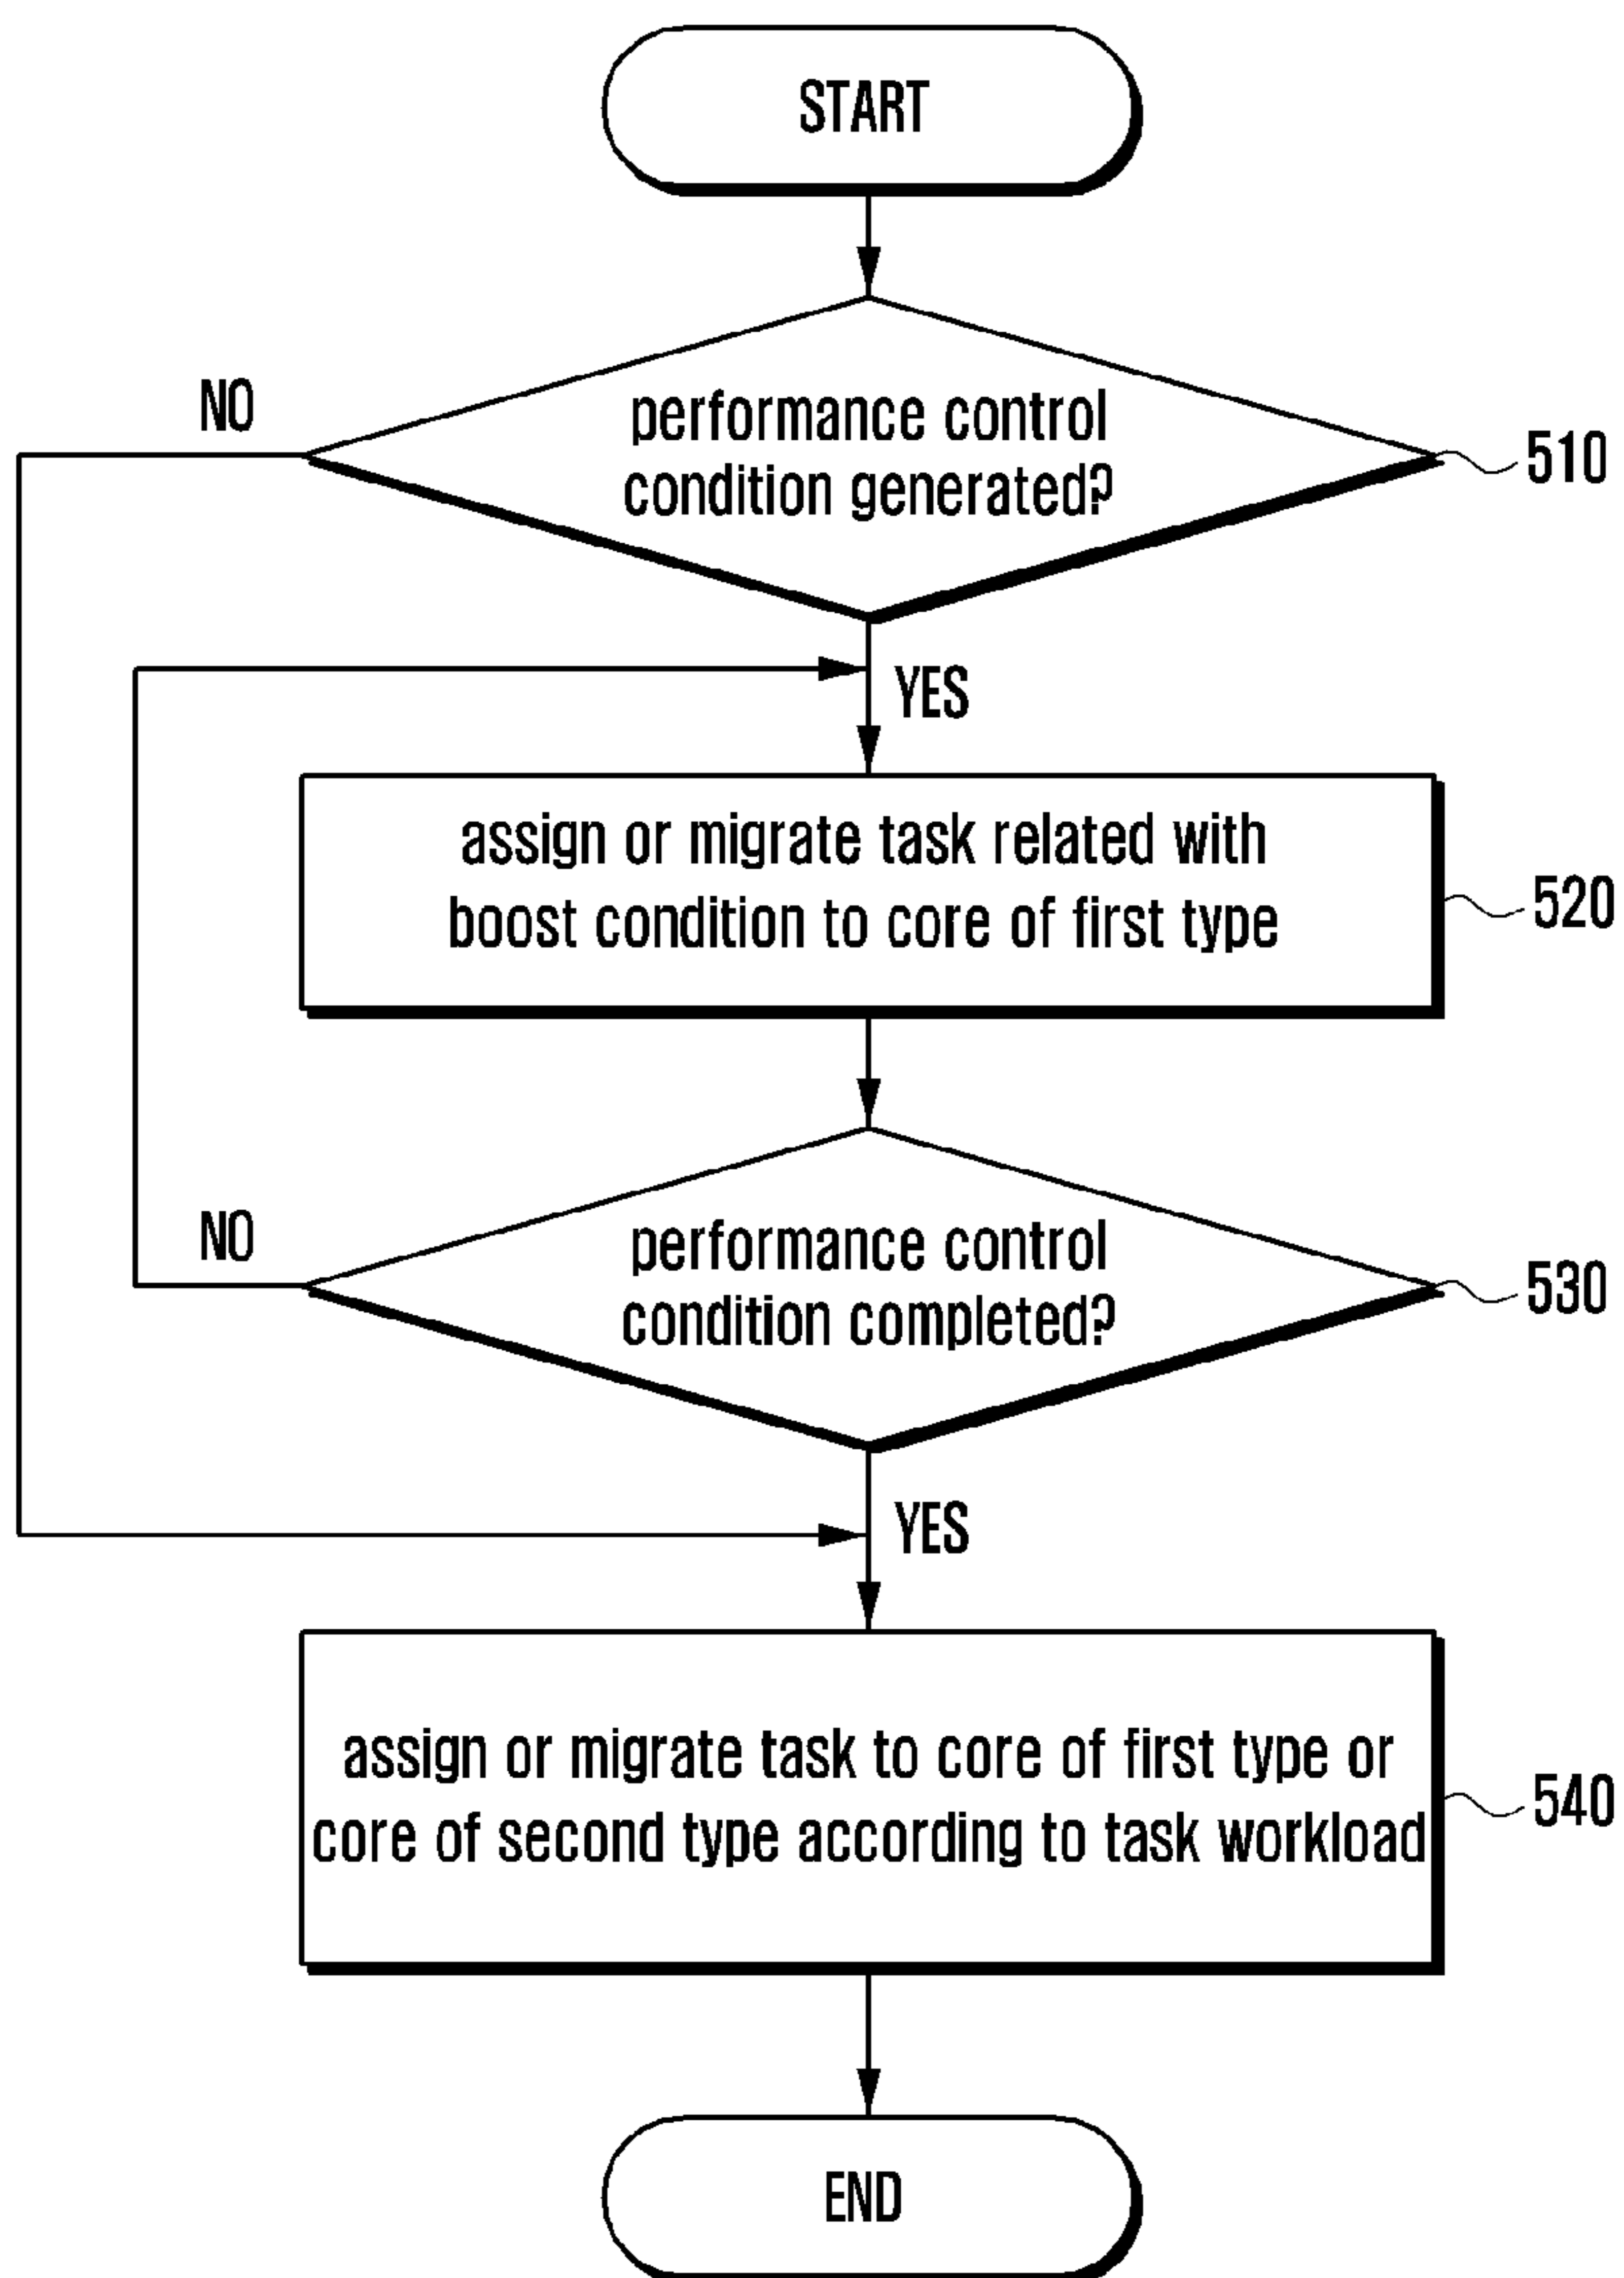 START
NO
performance control
condition generated?
510
YES
assign or migrate task related with
boost condition to core of first type
520
NO
performance control
condition completed?
530
YES
assign or migrate task to core of first type or
core of second type according to task workload
540
END